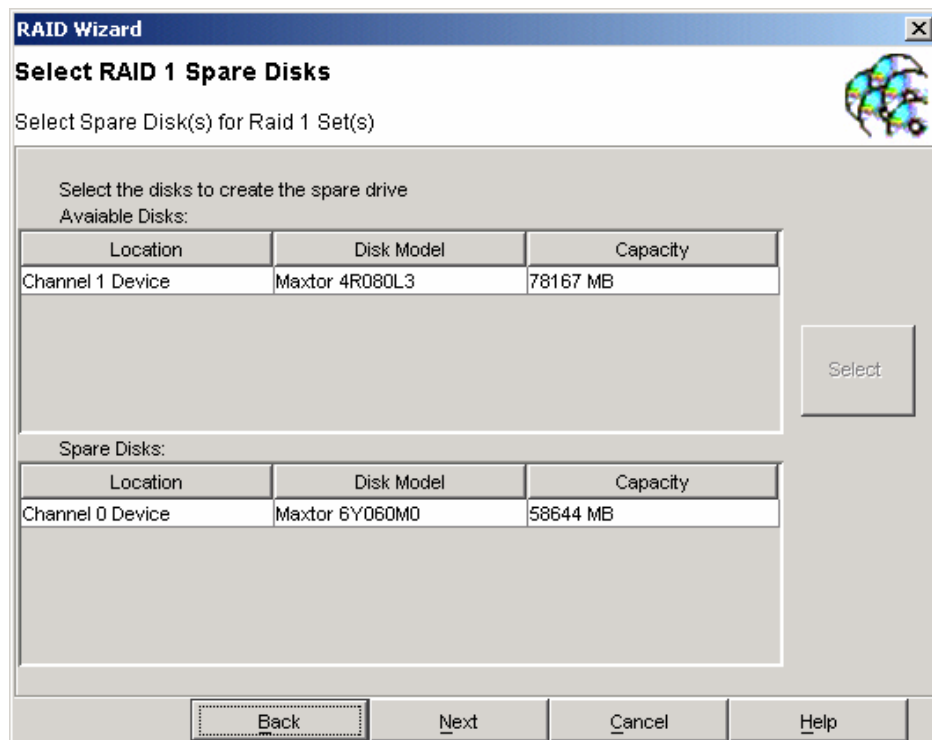 RAID Wizard
Select RAID 1 Spare Disks
Select Spare Disk(s) for Raid 1 Set(s)
Select the disks to create the spare drive
Avaiable Disks:
Location Disk Model Capacity
Channel 1 Device Maxtor 4R080L3 78167 MB
Select
Spare Disks:
Location Disk Model Capacity
Channel 0 Device Maxtor 6Y060M0 58644 MB
Back Next Cancel Help